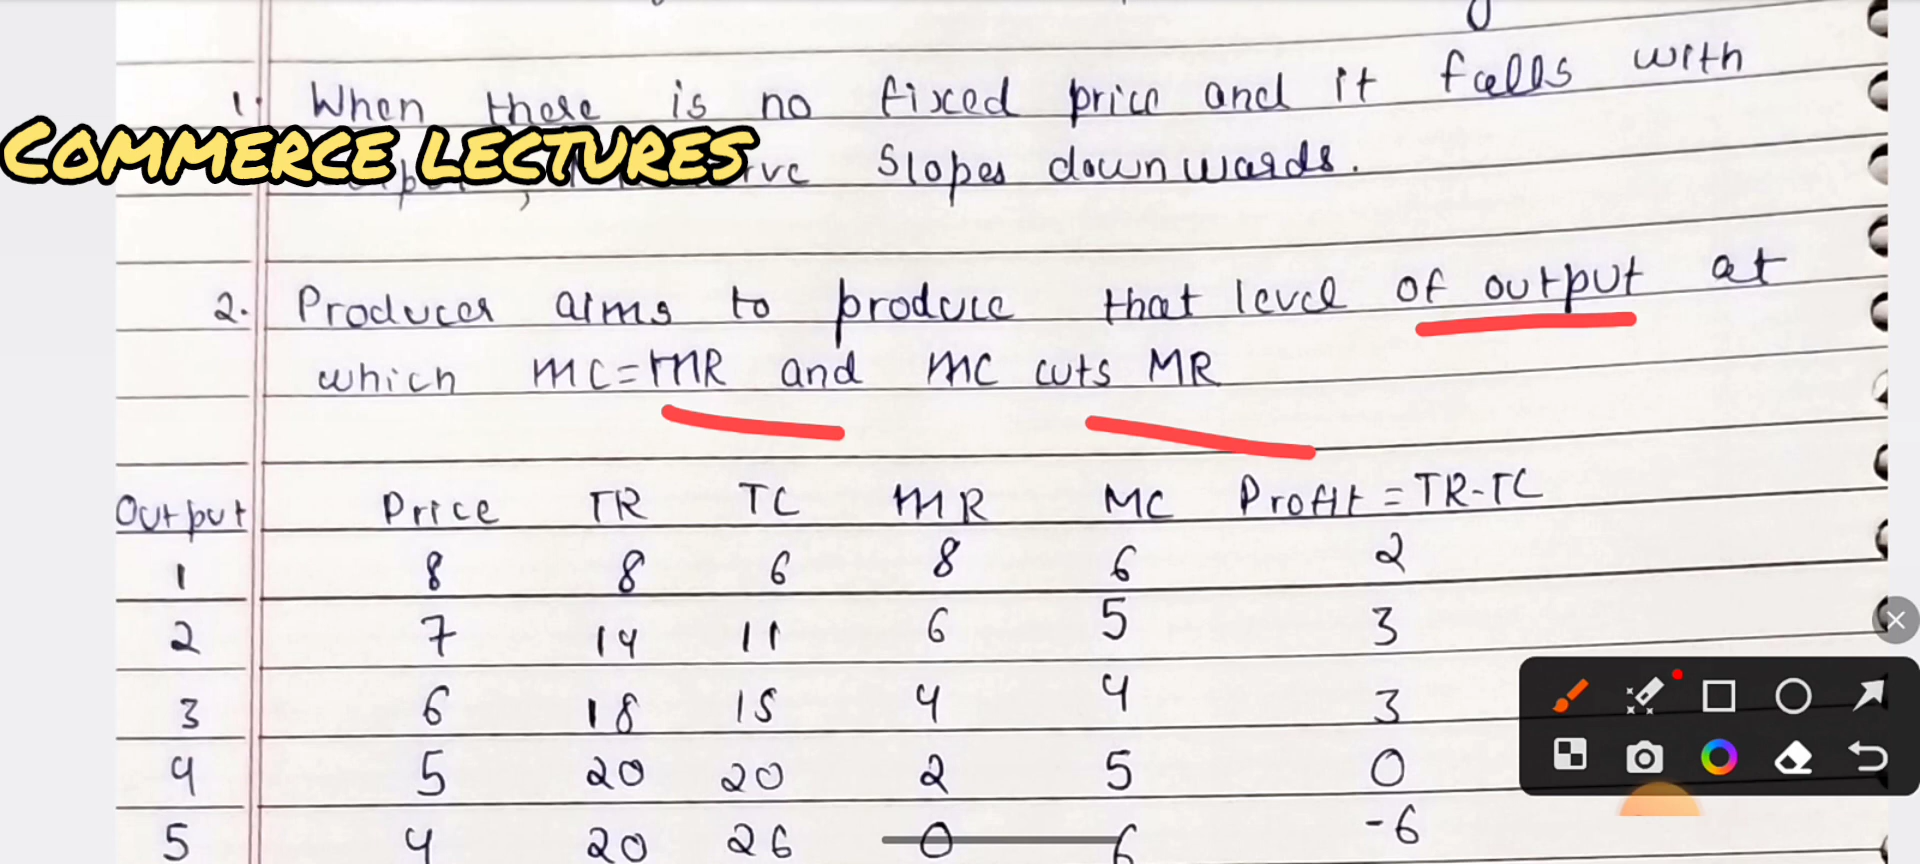 1. When there is no fixed price and it falls with
COMMERCE LECTURES
Slopes downwards.
2. Producer aims to produce that level of output at
which MC=MR and MC cuts MR
Output Price TR TC MR MC Profit = TR-TC
1 8 8 6 8 6 2
2 7 14 11 6 5 3
3 6 18 15 4 4 3
4 5 20 20 2 5 0
5 4 20 26 0 6 -6